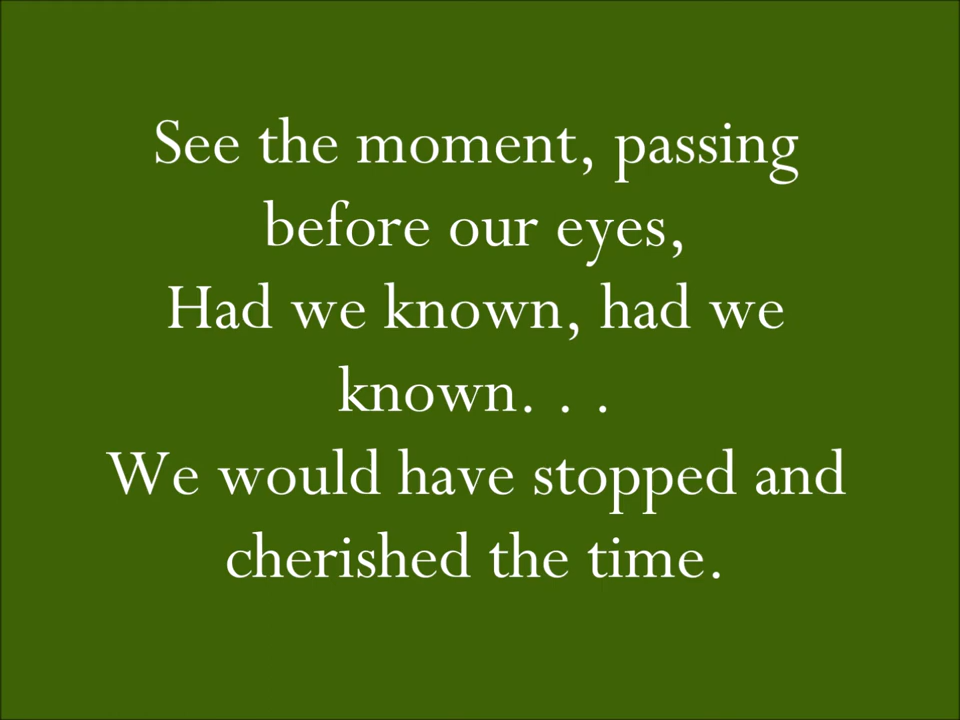 See the moment, passing
before our eyes,
Had we known, had we
known. . .
We would have stopped and
cherished the time.